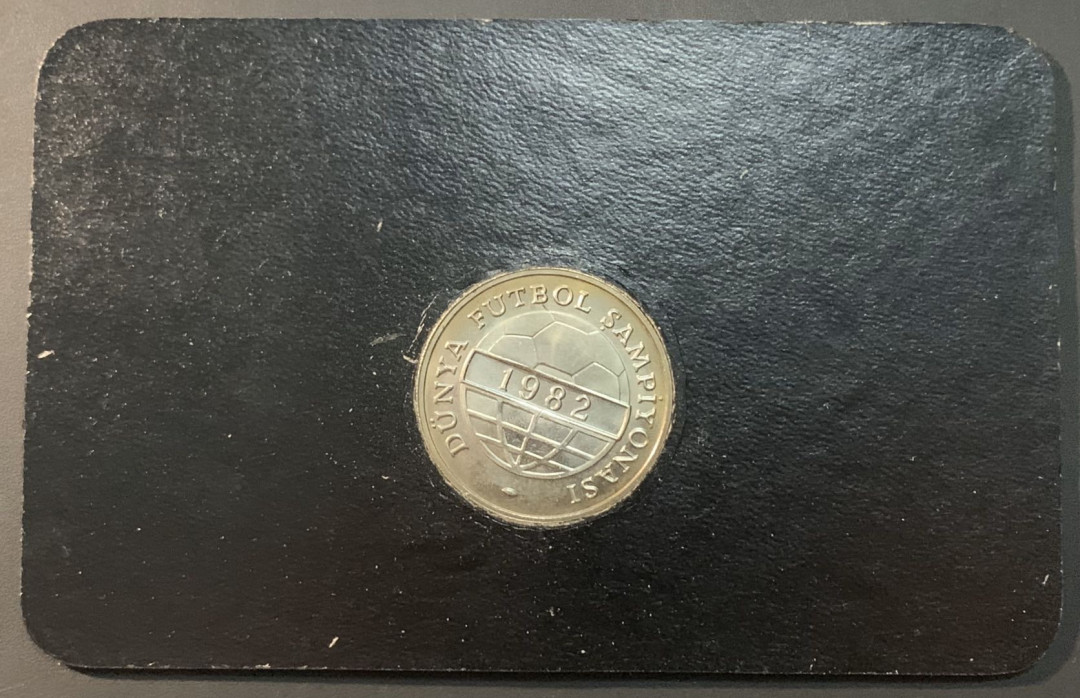 DÜNYA FUTBOL ŞAMPİYONASI
1982